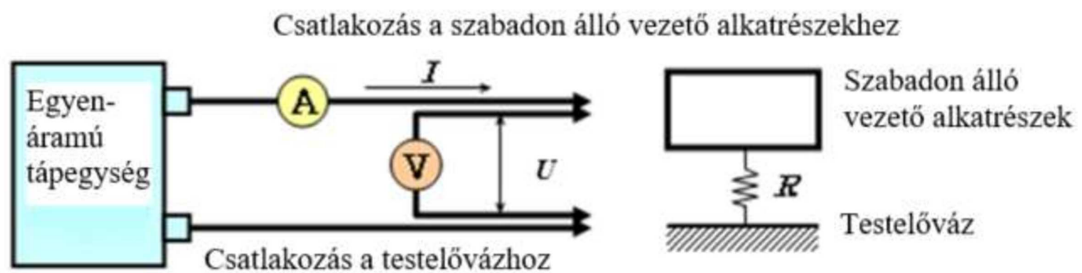 Csatlakozás a szabadon álló vezető alkatrészekhez
Egyen-
áramú
tápegység
A
I
V
U
Csatlakozás a testelővázhoz
Szabadon álló
vezető alkatrészek
R
Testelőváz